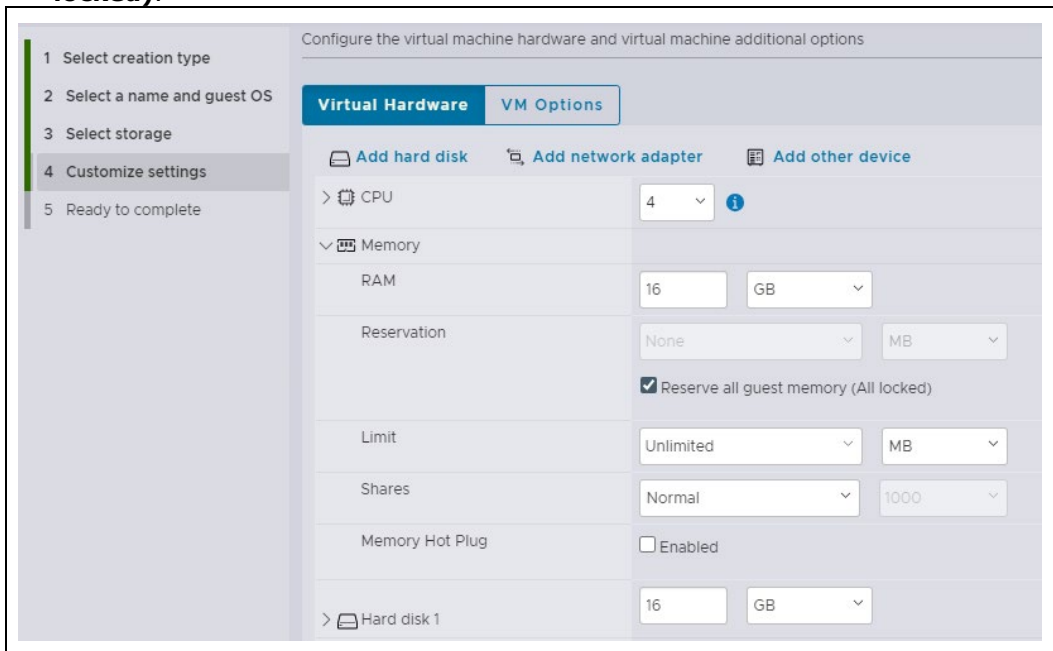 locked).
Configure the virtual machine hardware and virtual machine additional options
1 Select creation type
2 Select a name and guest OS
3 Select storage
4 Customize settings
5 Ready to complete
Virtual Hardware VM Options
Add hard disk Add network adapter Add other device
CPU 4
Memory
RAM 16 GB
Reservation None MB
Reserve all guest memory (All locked)
Limit Unlimited MB
Shares Normal 1000
Memory Hot Plug Enabled
Hard disk 1 16 GB